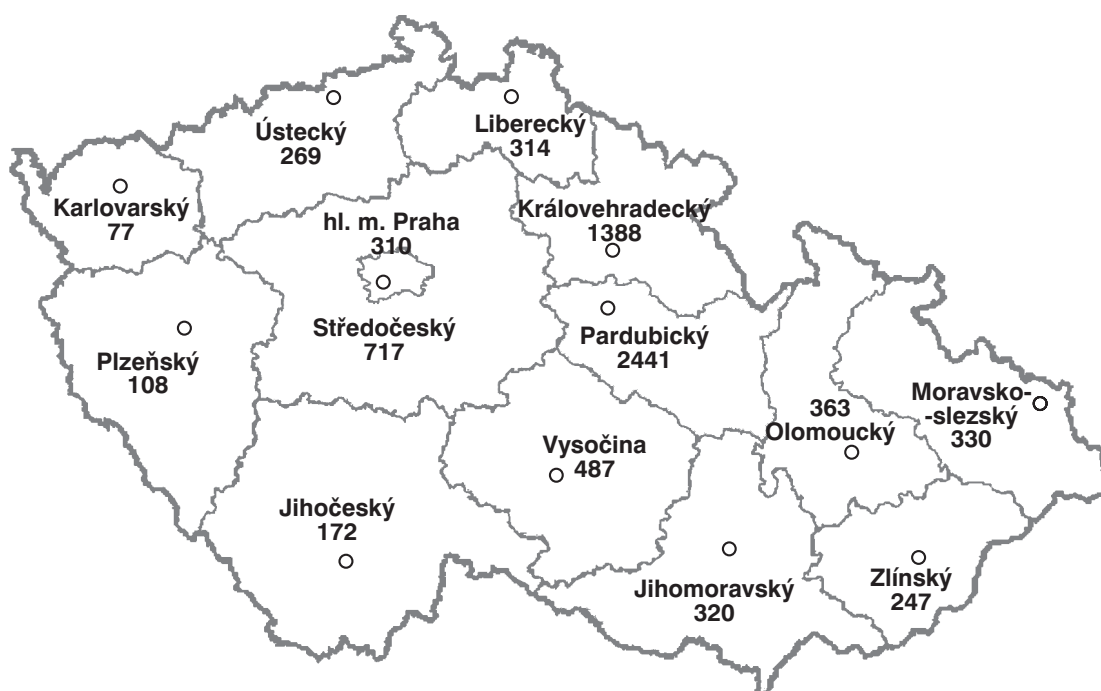 Ústecký
269
Liberecký
314
Karlovarský
77
hl. m. Praha
310
Královehradecký
1388
Středočeský
717
Pardubický
2441
Plzeňský
108
Moravsko-
-slezský
330
363
Olomoucký
Vysočina
487
Jihočeský
172
Jihomoravský
320
Zlínský
247